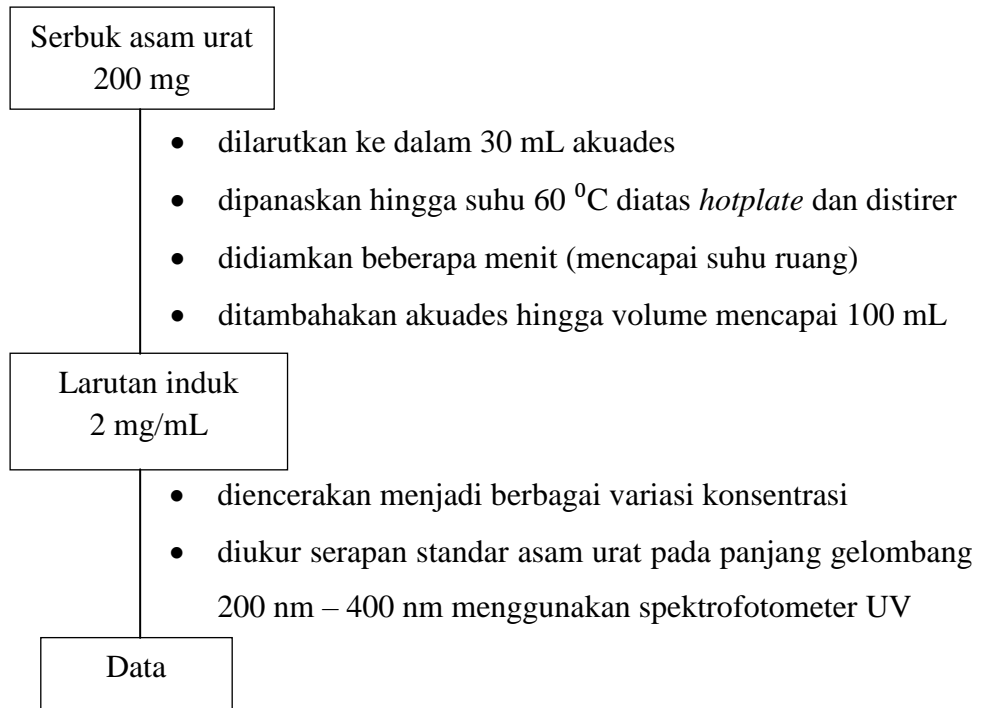 Serbuk asam urat
200 mg
• dilarutkan ke dalam 30 mL akuades
• dipanaskan hingga suhu 60 ⁰C diatas hotplate dan distirer
• didiamkan beberapa menit (mencapai suhu ruang)
• ditambahakan akuades hingga volume mencapai 100 mL
Larutan induk
2 mg/mL
• diencerakan menjadi berbagai variasi konsentrasi
• diukur serapan standar asam urat pada panjang gelombang
200 nm – 400 nm menggunakan spektrofotometer UV
Data